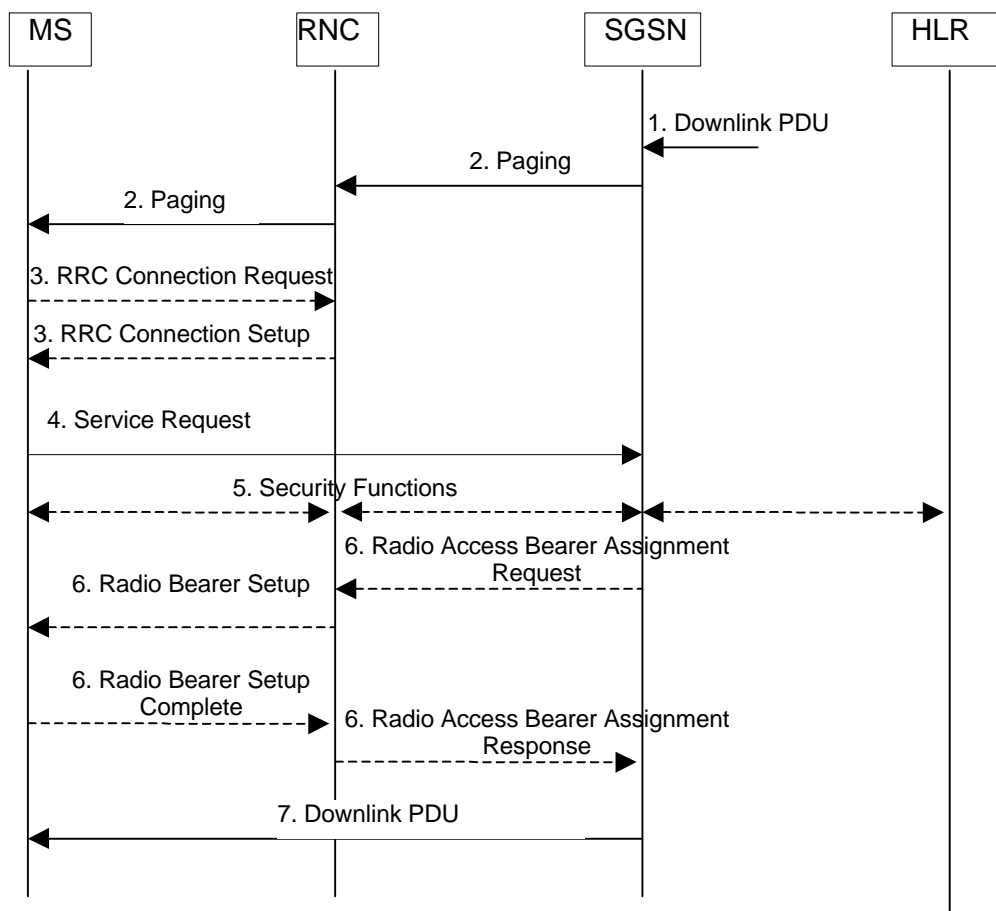 MS
RNC
SGSN
HLR
1. Downlink PDU
2. Paging
2. Paging
3. RRC Connection Request
3. RRC Connection Setup
4. Service Request
5. Security Functions
6. Radio Access Bearer Assignment
Request
6. Radio Bearer Setup
6. Radio Bearer Setup
Complete
6. Radio Access Bearer Assignment
Response
7. Downlink PDU